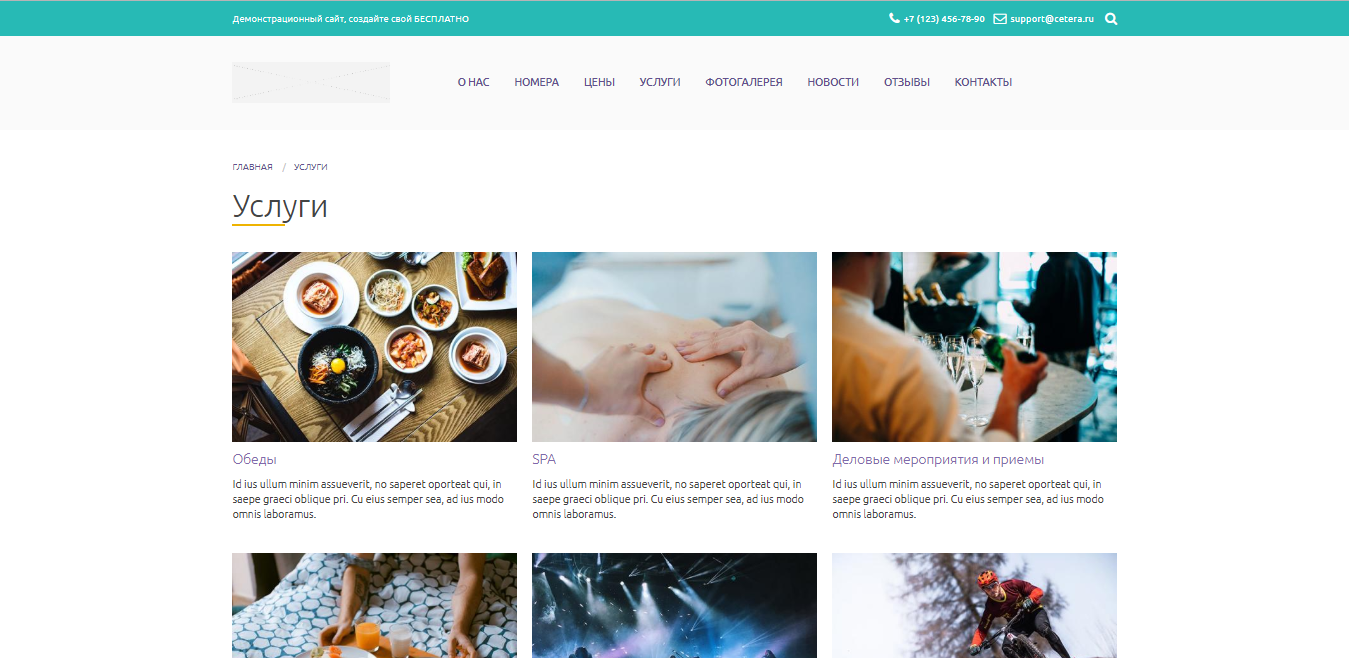 Демонстрационный сайт, создайте свой БЕСПЛАТНО
+7 (123) 456-78-90 support@cetera.ru
О НАС НОМЕРА ЦЕНЫ УСЛУГИ ФОТОГАЛЕРЕЯ НОВОСТИ ОТЗЫВЫ КОНТАКТЫ
ГЛАВНАЯ / УСЛУГИ
Услуги
Обеды
Id ius ullum minim assueverit, no saperet oporteat qui, in
saepe graeci oblique pri. Cu eius semper sea, ad ius modo
omnis laboramus.
SPA
Id ius ullum minim assueverit, no saperet oporteat qui, in
saepe graeci oblique pri. Cu eius semper sea, ad ius modo
omnis laboramus.
Деловые мероприятия и приемы
Id ius ullum minim assueverit, no saperet oporteat qui, in
saepe graeci oblique pri. Cu eius semper sea, ad ius modo
omnis laboramus.